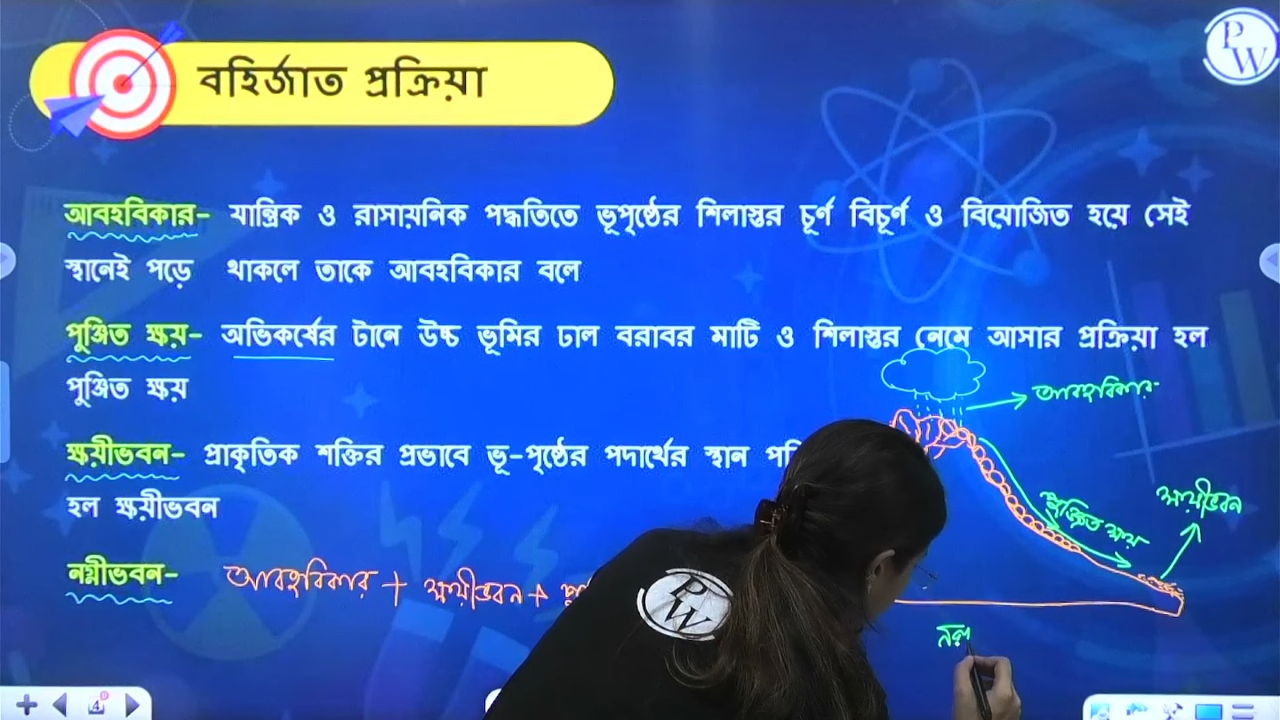 বহির্জাত প্রক্রিয়া
PW
আবহবিকার- যান্ত্রিক ও রাসায়নিক পদ্ধতিতে ভূপৃষ্ঠের শিলাস্তর চূর্ণ বিচূর্ণ ও বিয়োজিত হয়ে সেই
স্থানেই পড়ে থাকলে তাকে আবহবিকার বলে
পুঞ্জিত ক্ষয়- অভিকর্ষের টানে উচ্চ ভূমির ঢাল বরাবর মাটি ও শিলাস্তর নেমে আসার প্রক্রিয়া হল
পুঞ্জিত ক্ষয়
আবহবিকার
ক্ষয়ীভবন- প্রাকৃতিক শক্তির প্রভাবে ভূ-পৃষ্ঠের পদার্থের স্থান
হল ক্ষয়ীভবন
পুঞ্জিত ক্ষয়
ক্ষয়ীভবন
নগ্নীভবন- আবহবিকার + ক্ষয়ীভবন +
PW
4